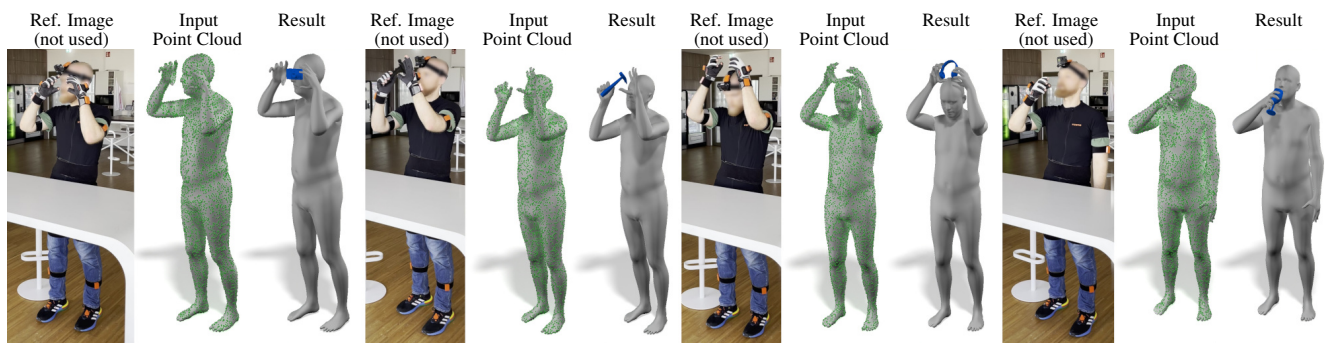 Ref. Image
(not used)
Input
Point Cloud
Result
Ref. Image
(not used)
Input
Point Cloud
Result
Ref. Image
(not used)
Input
Point Cloud
Result
Ref. Image
(not used)
Input
Point Cloud
Result